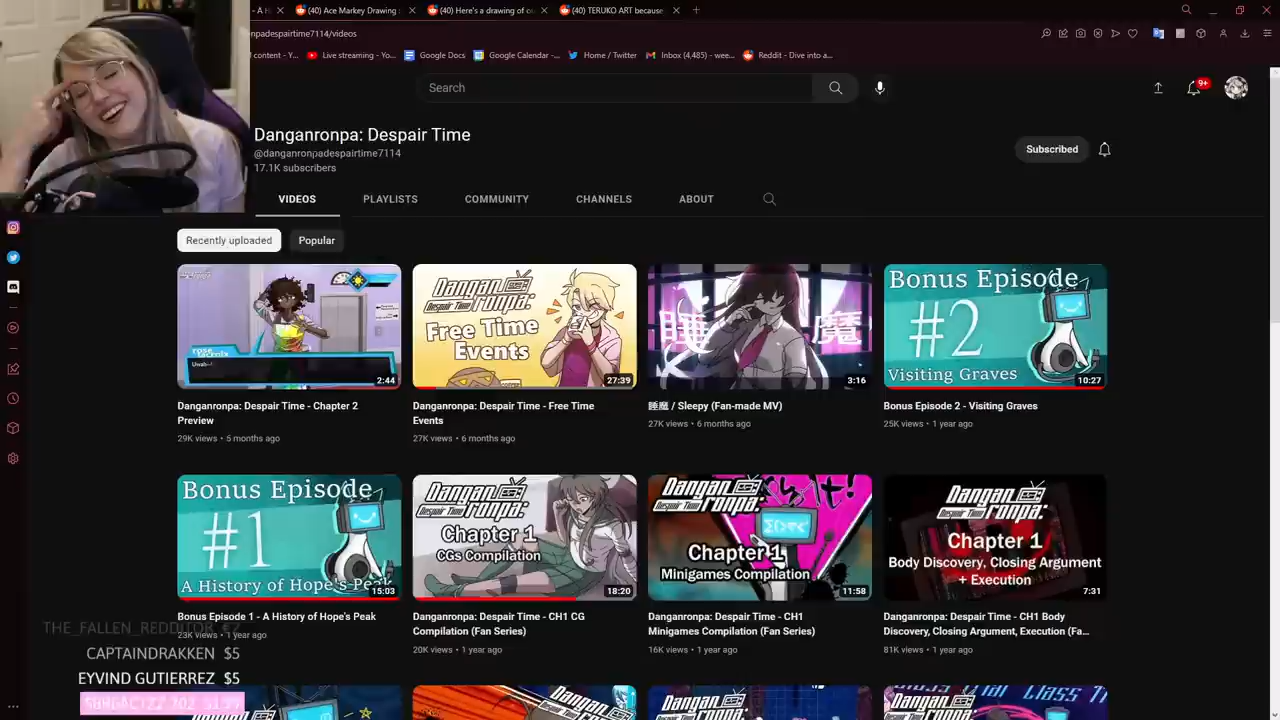 - A H
(40) Ace Markey Drawing :
(40) Here's a drawing of o
(40) TERUKO ART because
npadespairtime7114/videos
content - Y...
Live streaming - Yo...
Google Docs
Google Calendar -...
Home / Twitter
Inbox (4,485) - wee...
Reddit - Dive into a...
Search
9+
Danganronpa: Despair Time
@danganronpadespairtime7114
17.1K subscribers
Subscribed
VIDEOS
PLAYLISTS
COMMUNITY
CHANNELS
ABOUT
Recently uploaded
Popular
2:44
Danganronpa: Despair Time - Chapter 2
Preview
29K views • 5 months ago
Dangan
Despair Time ronpa:
Free Time
Events
27:39
Danganronpa: Despair Time - Free Time
Events
27K views • 6 months ago
睡魔
3:16
睡魔 / Sleepy (Fan-made MV)
27K views • 6 months ago
Bonus Episode
#2
Visiting Graves
10:27
Bonus Episode 2 - Visiting Graves
25K views • 1 year ago
Bonus Episode
#1
A History of Hope's Peak
15:03
Bonus Episode 1 - A History of Hope's Peak
23K views • 1 year ago
Dangan
Despair Time ronpa:
Chapter 1
CGs Compilation
18:20
Danganronpa: Despair Time - CH1 CG
Compilation (Fan Series)
20K views • 1 year ago
Dangan
Despair Time ronpa:
Chapter 1
Minigames Compilation
11:58
Danganronpa: Despair Time - CH1
Minigames Compilation (Fan Series)
16K views • 1 year ago
Dangan
Despair Time ronpa:
Chapter 1
Body Discovery, Closing Argument
+ Execution
7:31
Danganronpa: Despair Time - CH1 Body
Discovery, Closing Argument, Execution (Fa...
81K views • 1 year ago
THE_FALLEN_REDDITOR
CAPTAINDRAKKEN $5
EYVIND GUTIERREZ $5